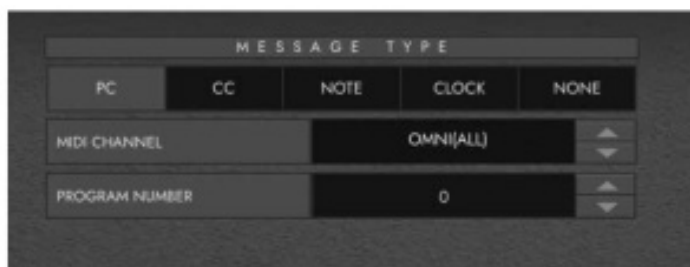 MESSAGE TYPE
PC CC NOTE CLOCK NONE
MIDI CHANNEL OMNI(ALL)
PROGRAM NUMBER 0